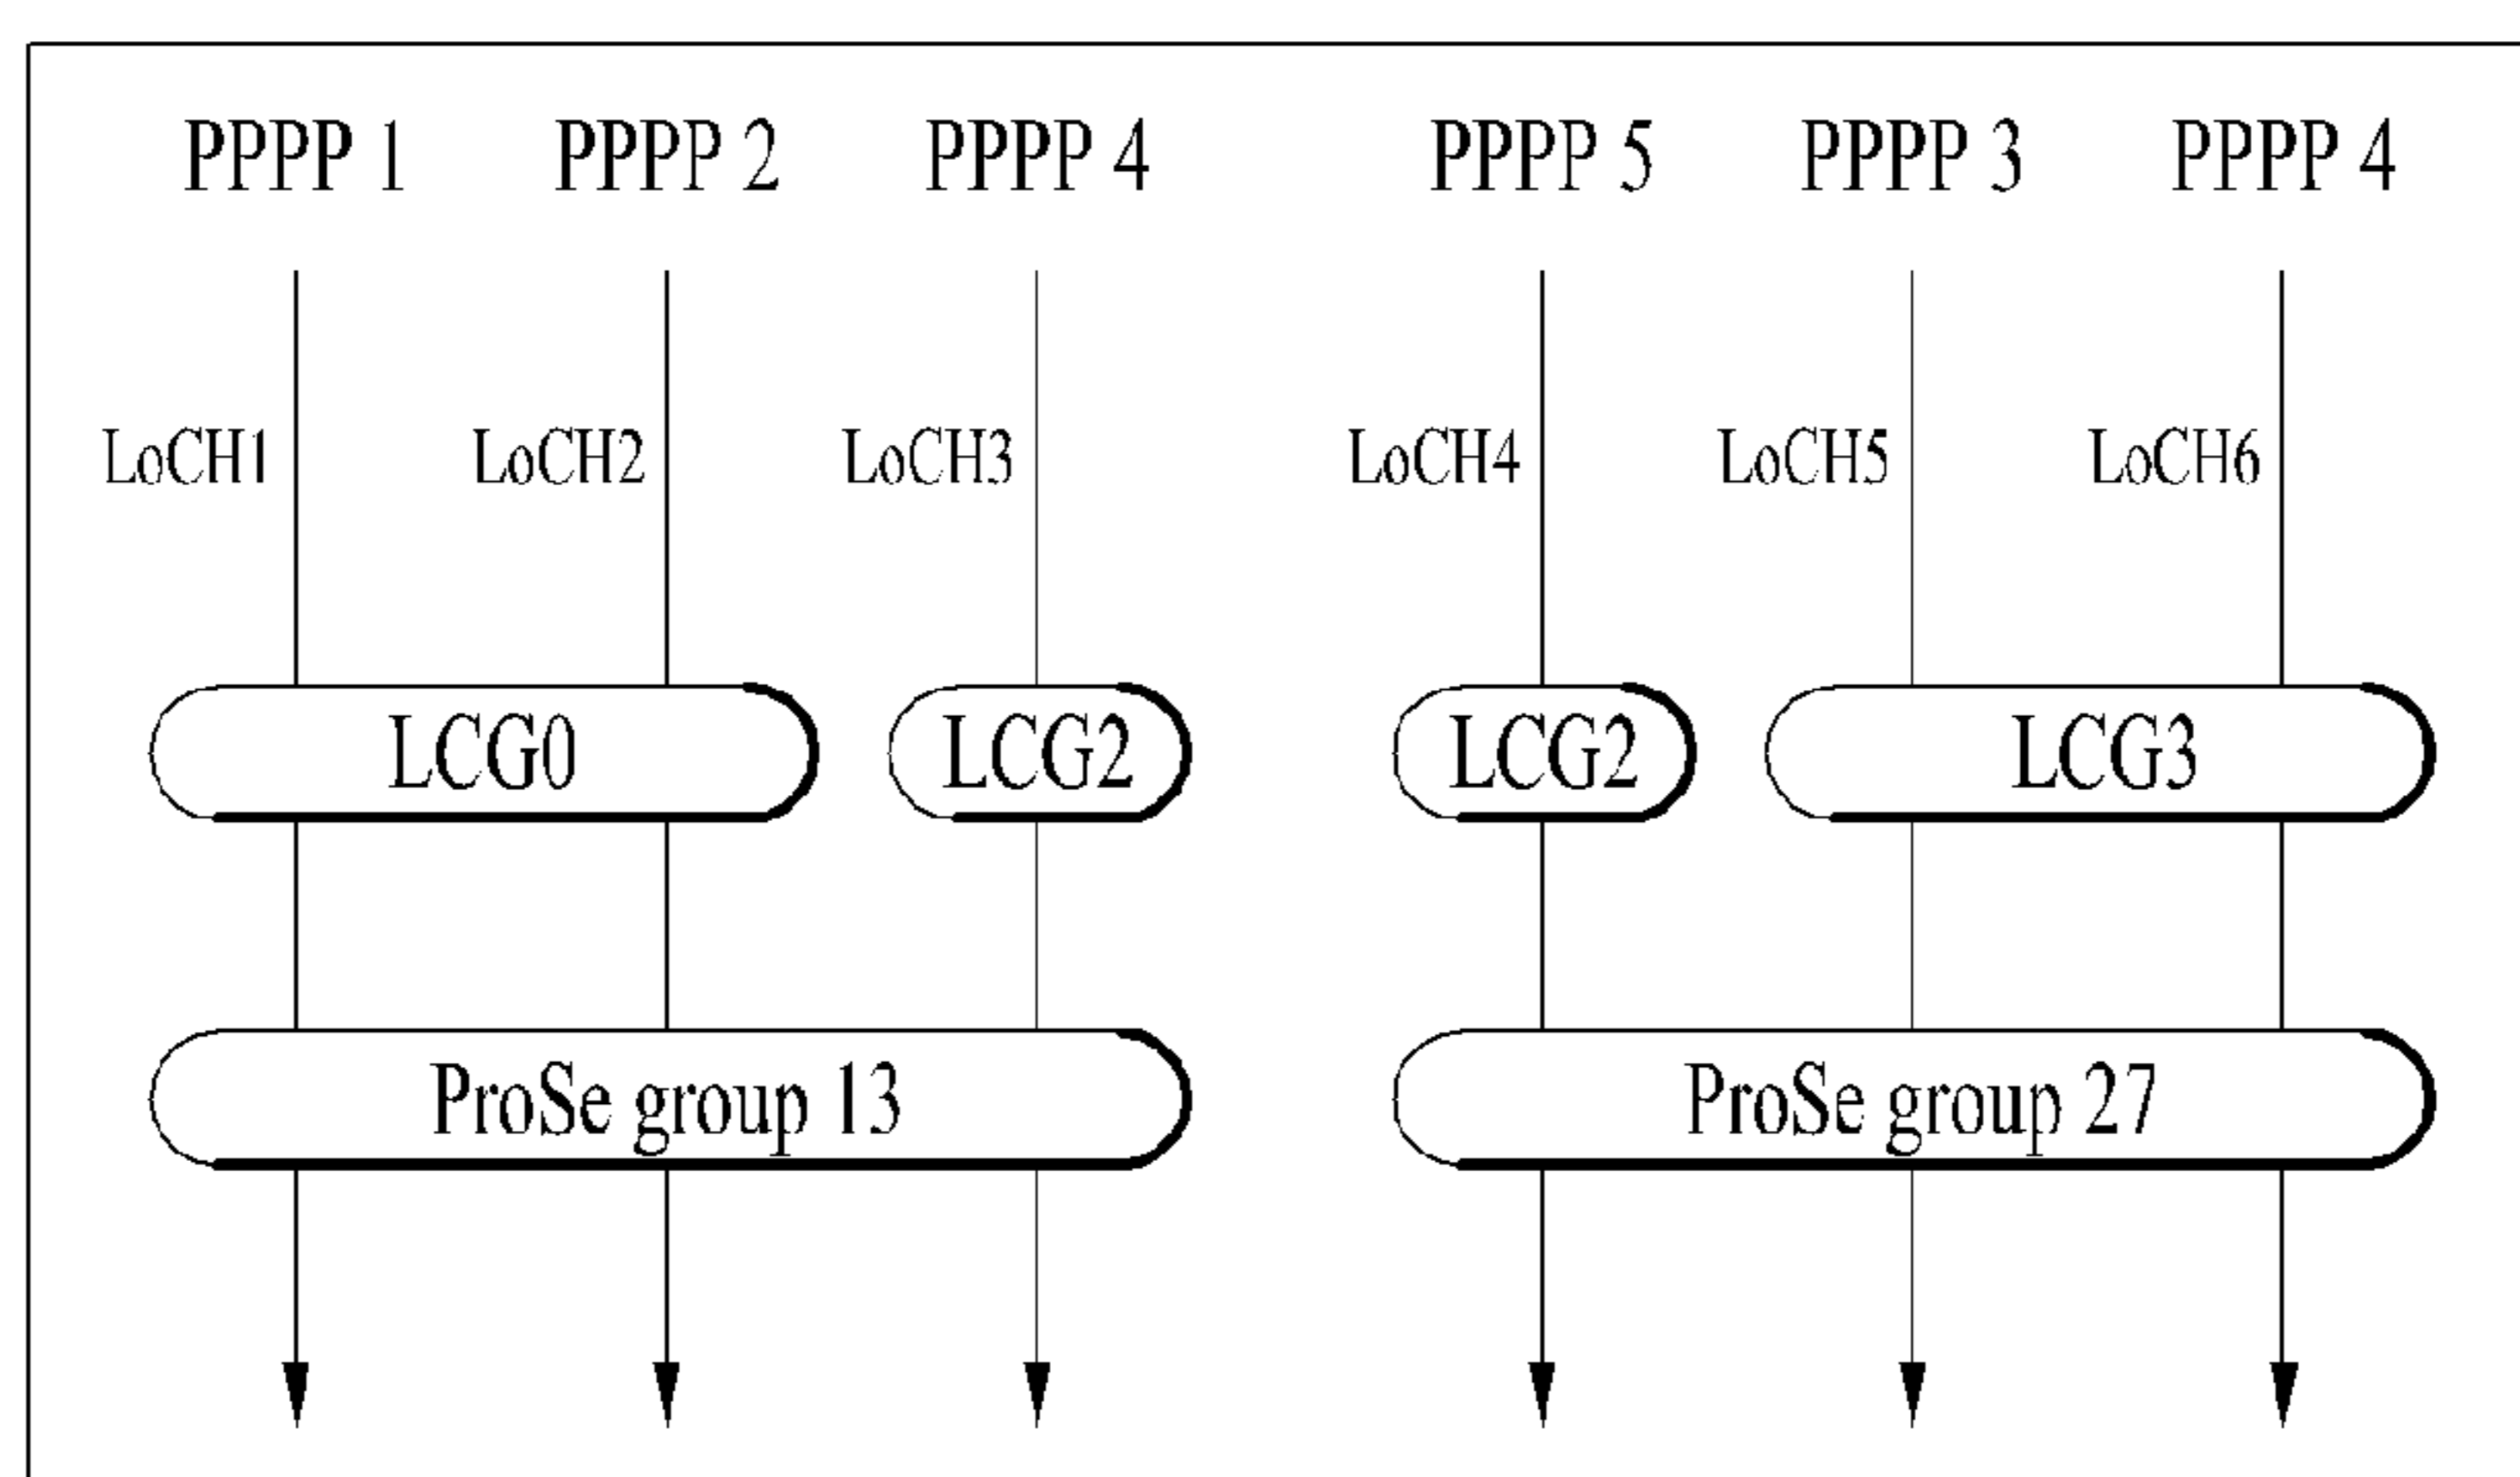 PPPP 1 PPPP 2 PPPP 4 PPPP 5 PPPP 3 PPPP 4
LoCH1 LoCH2 LoCH3 LoCH4 LoCH5 LoCH6
LCG0 LCG2 LCG2 LCG3
ProSe group 13 ProSe group 27